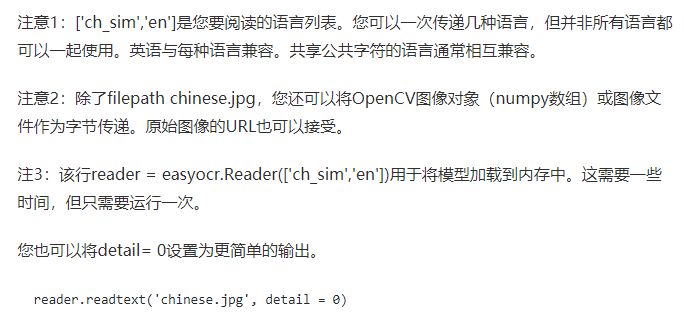 注意1：['ch_sim','en']是您要阅读的语言列表。您可以一次传递几种语言，但并非所有语言都
可以一起使用。英语与每种语言兼容。共享公共字符的语言通常相互兼容。
注意2：除了filepath chinese.jpg，您还可以将OpenCV图像对象（numpy数组）或图像文
件作为字节传递。原始图像的URL也可以接受。
注3：该行reader = easyocr.Reader(['ch_sim','en'])用于将模型加载到内存中。这需要一些
时间，但只需要运行一次。
您也可以将detail= 0设置为更简单的输出。
reader.readtext('chinese.jpg', detail = 0)